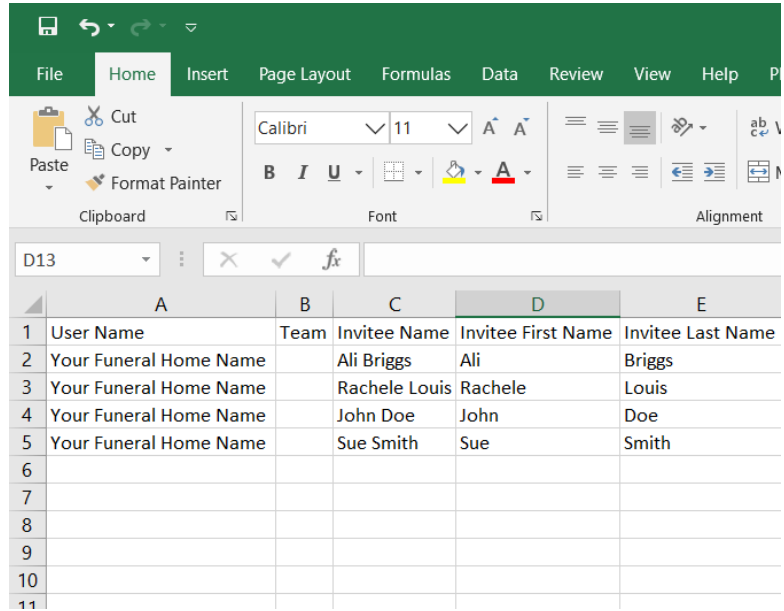 File Home Insert Page Layout Formulas Data Review View Help
Cut
Copy
Paste
Format Painter
Clipboard
Calibri 11 A A
B I U A
Font
ab
Alignment
D13 fx
A B C D E
1 User Name Team Invitee Name Invitee First Name Invitee Last Name
2 Your Funeral Home Name Ali Briggs Ali Briggs
3 Your Funeral Home Name Rachele Louis Rachele Louis
4 Your Funeral Home Name John Doe John Doe
5 Your Funeral Home Name Sue Smith Sue Smith
6
7
8
9
10
11